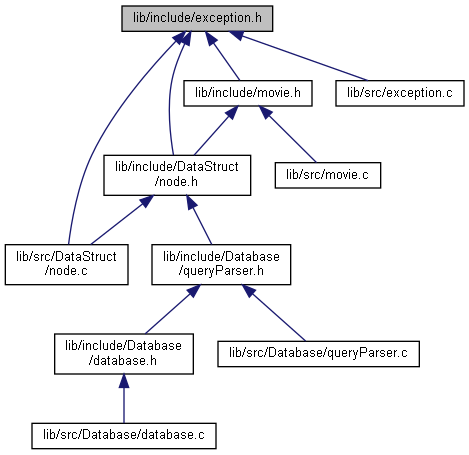 lib/include/exception.h
lib/include/movie.h
lib/src/exception.c
lib/include/DataStruct
/node.h
lib/src/movie.c
lib/src/DataStruct
/node.c
lib/include/Database
/queryParser.h
lib/include/Database
/database.h
lib/src/Database/queryParser.c
lib/src/Database/database.c